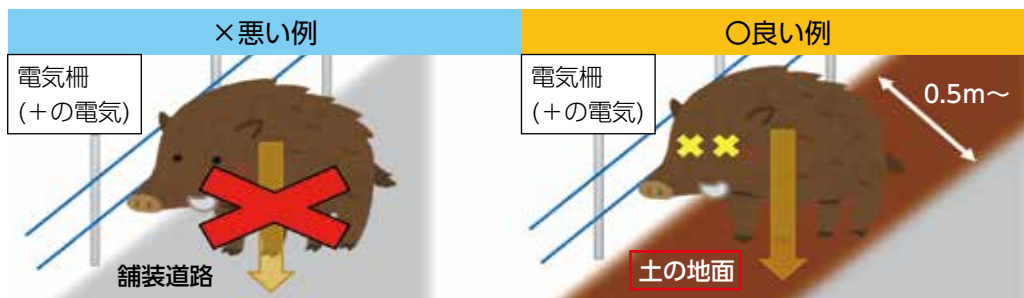 ×悪い例
電気柵
(+の電気)
舗装道路
〇良い例
電気柵
(+の電気)
0.5m~
土の地面